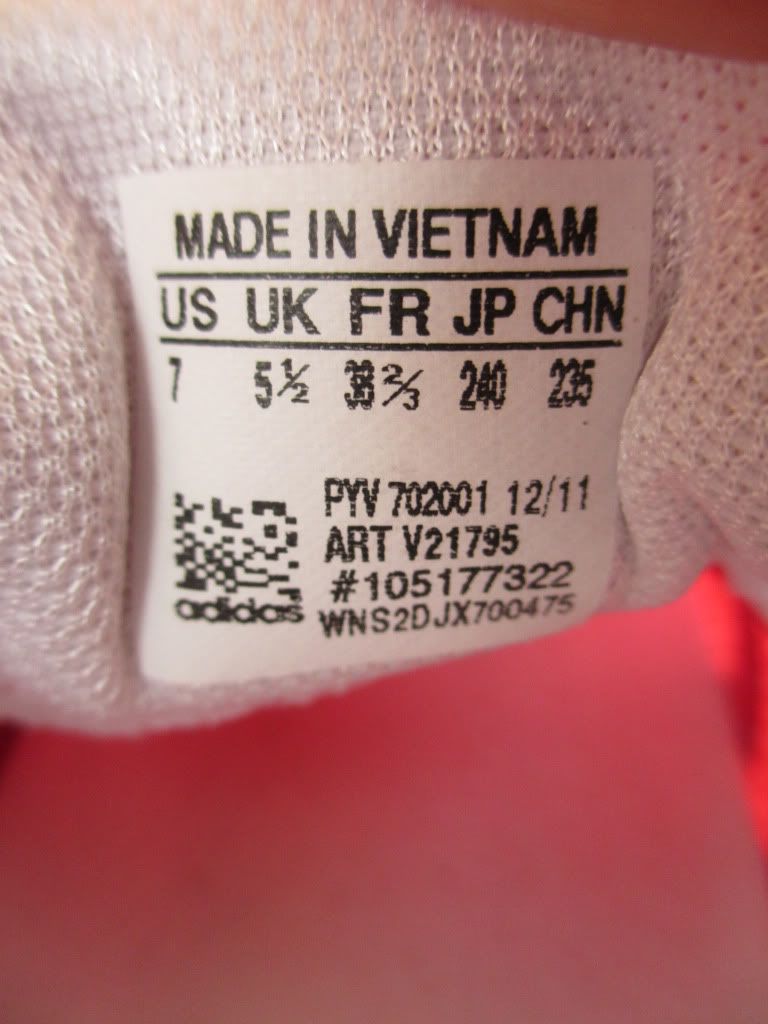 MADE IN VIETNAM
US UK FR JP CHN
7 5½ 38⅔ 240 235
PYV 702001 12/11
ART V21795
#105177322
adidas WNS2DJX700475